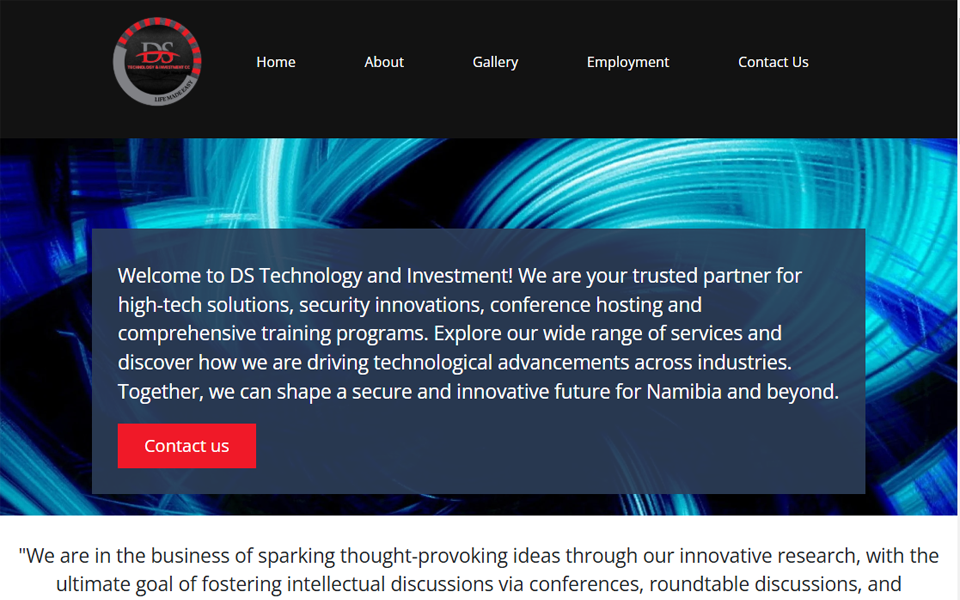 DS
TECHNOLOGY & INVESTMENT CC
LIFE MADE EASY
Home
About
Gallery
Employment
Contact Us
Welcome to DS Technology and Investment! We are your trusted partner for
high-tech solutions, security innovations, conference hosting and
comprehensive training programs. Explore our wide range of services and
discover how we are driving technological advancements across industries.
Together, we can shape a secure and innovative future for Namibia and beyond.
Contact us
"We are in the business of sparking thought-provoking ideas through our innovative research, with the
ultimate goal of fostering intellectual discussions via conferences, roundtable discussions, and